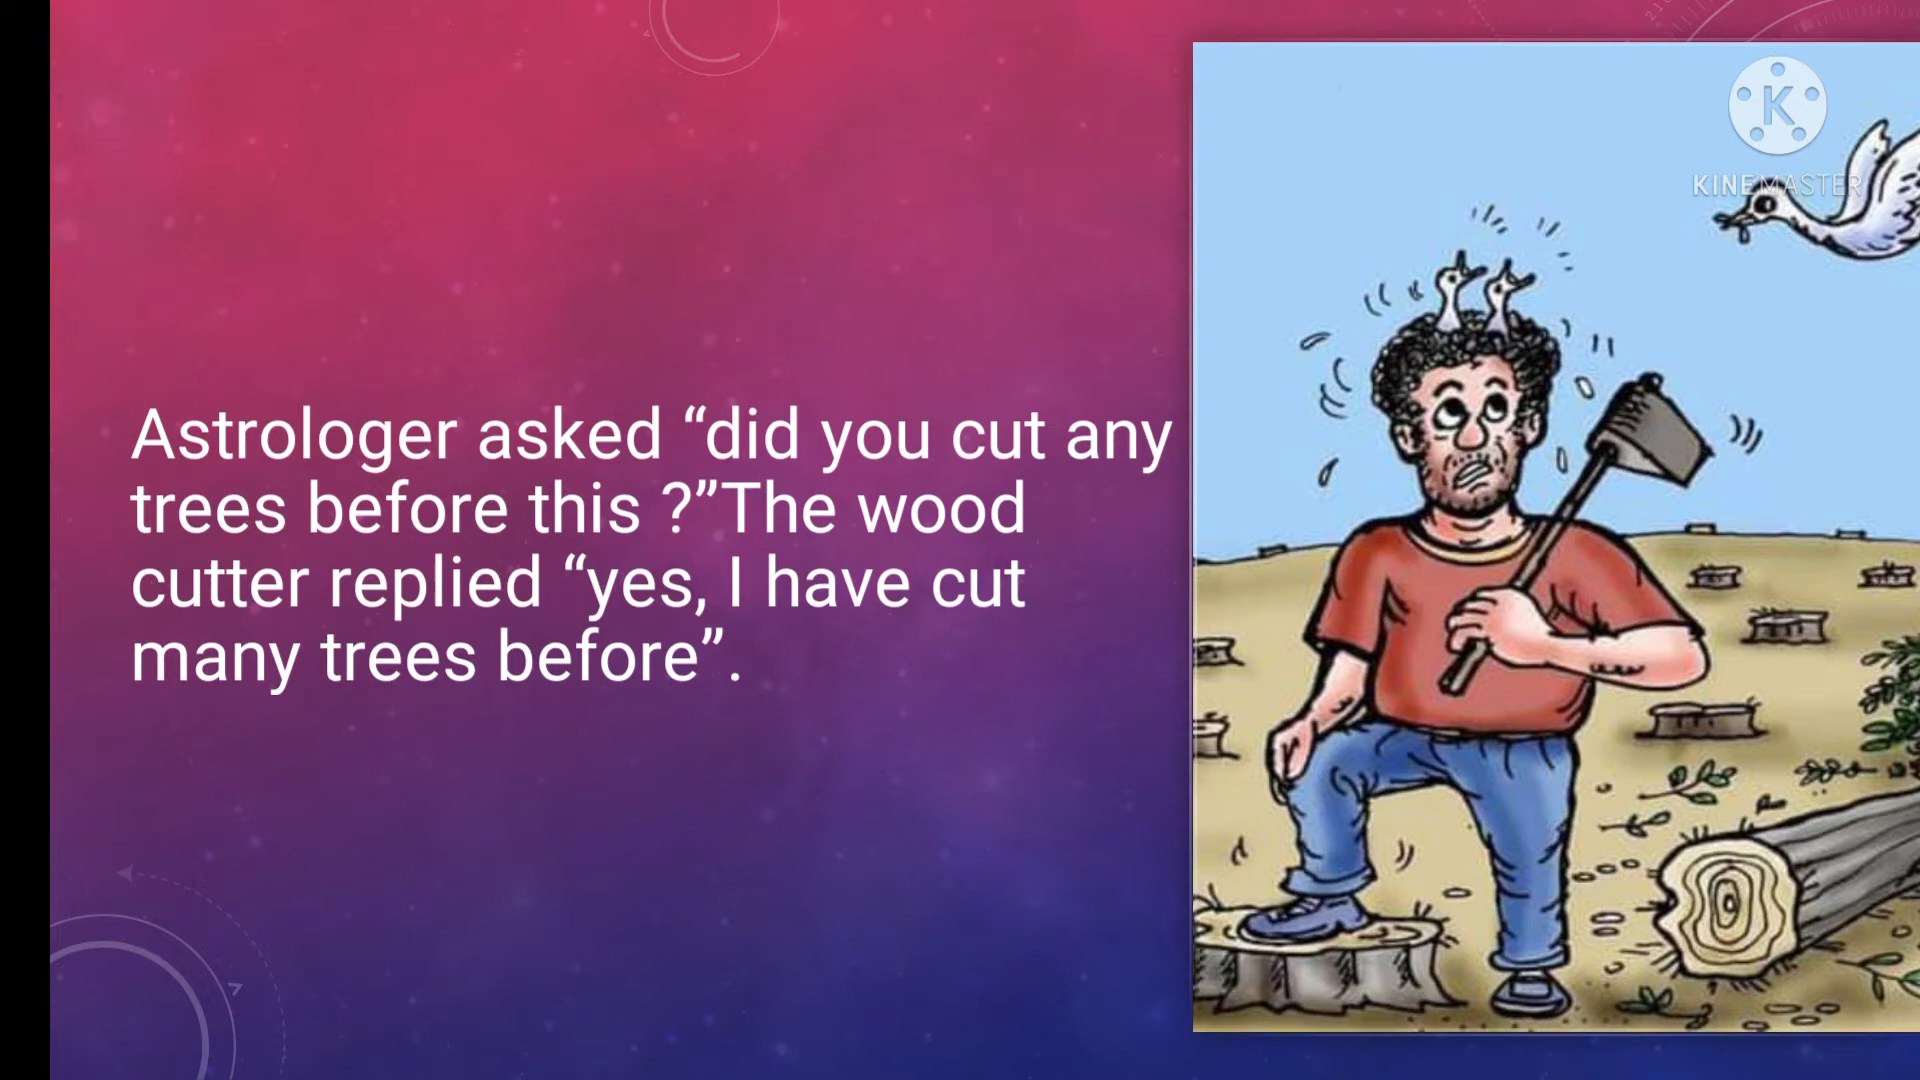 Astrologer asked “did you cut any
trees before this ?”The wood
cutter replied “yes, I have cut
many trees before”.
K
KINEMASTER